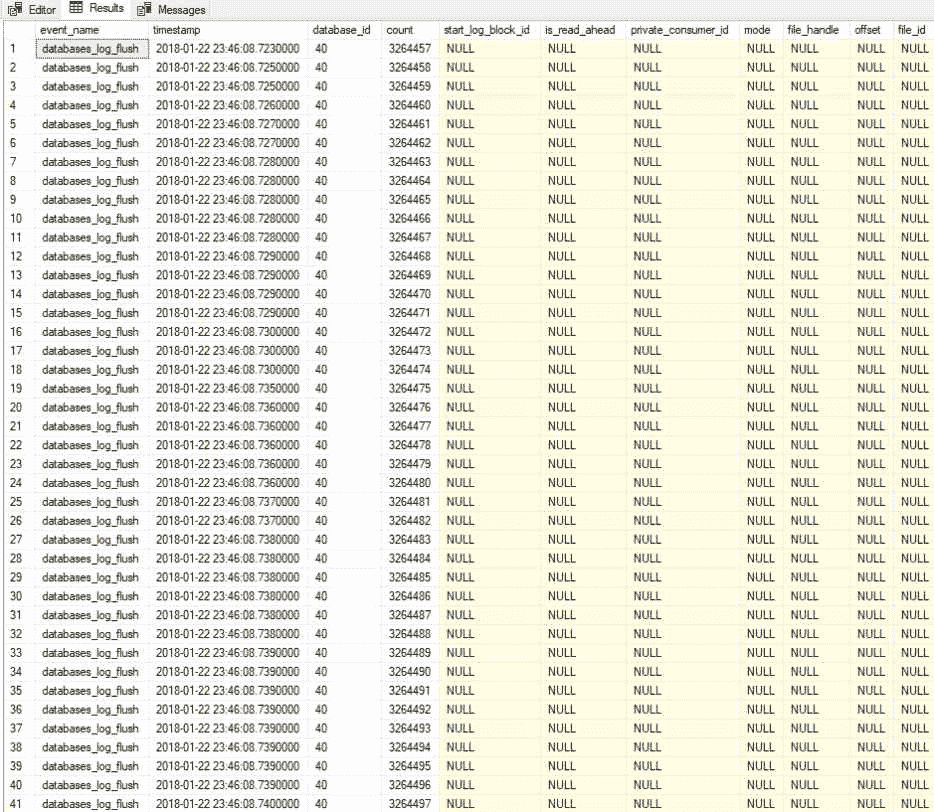 Editor Results Messages
event_name timestamp database_id count start_log_block_id is_read_ahead private_consumer_id mode file_handle offset file_id
1 databases_log_flush 2018-01-22 23:46:08.7230000 40 3264457 NULL NULL NULL NULL NULL NULL NULL
2 databases_log_flush 2018-01-22 23:46:08.7250000 40 3264458 NULL NULL NULL NULL NULL NULL NULL
3 databases_log_flush 2018-01-22 23:46:08.7250000 40 3264459 NULL NULL NULL NULL NULL NULL NULL
4 databases_log_flush 2018-01-22 23:46:08.7260000 40 3264460 NULL NULL NULL NULL NULL NULL NULL
5 databases_log_flush 2018-01-22 23:46:08.7270000 40 3264461 NULL NULL NULL NULL NULL NULL NULL
6 databases_log_flush 2018-01-22 23:46:08.7270000 40 3264462 NULL NULL NULL NULL NULL NULL NULL
7 databases_log_flush 2018-01-22 23:46:08.7280000 40 3264463 NULL NULL NULL NULL NULL NULL NULL
8 databases_log_flush 2018-01-22 23:46:08.7280000 40 3264464 NULL NULL NULL NULL NULL NULL NULL
9 databases_log_flush 2018-01-22 23:46:08.7280000 40 3264465 NULL NULL NULL NULL NULL NULL NULL
10 databases_log_flush 2018-01-22 23:46:08.7280000 40 3264466 NULL NULL NULL NULL NULL NULL NULL
11 databases_log_flush 2018-01-22 23:46:08.7280000 40 3264467 NULL NULL NULL NULL NULL NULL NULL
12 databases_log_flush 2018-01-22 23:46:08.7290000 40 3264468 NULL NULL NULL NULL NULL NULL NULL
13 databases_log_flush 2018-01-22 23:46:08.7290000 40 3264469 NULL NULL NULL NULL NULL NULL NULL
14 databases_log_flush 2018-01-22 23:46:08.7290000 40 3264470 NULL NULL NULL NULL NULL NULL NULL
15 databases_log_flush 2018-01-22 23:46:08.7290000 40 3264471 NULL NULL NULL NULL NULL NULL NULL
16 databases_log_flush 2018-01-22 23:46:08.7300000 40 3264472 NULL NULL NULL NULL NULL NULL NULL
17 databases_log_flush 2018-01-22 23:46:08.7300000 40 3264473 NULL NULL NULL NULL NULL NULL NULL
18 databases_log_flush 2018-01-22 23:46:08.7300000 40 3264474 NULL NULL NULL NULL NULL NULL NULL
19 databases_log_flush 2018-01-22 23:46:08.7350000 40 3264475 NULL NULL NULL NULL NULL NULL NULL
20 databases_log_flush 2018-01-22 23:46:08.7360000 40 3264476 NULL NULL NULL NULL NULL NULL NULL
21 databases_log_flush 2018-01-22 23:46:08.7360000 40 3264477 NULL NULL NULL NULL NULL NULL NULL
22 databases_log_flush 2018-01-22 23:46:08.7360000 40 3264478 NULL NULL NULL NULL NULL NULL NULL
23 databases_log_flush 2018-01-22 23:46:08.7360000 40 3264479 NULL NULL NULL NULL NULL NULL NULL
24 databases_log_flush 2018-01-22 23:46:08.7360000 40 3264480 NULL NULL NULL NULL NULL NULL NULL
25 databases_log_flush 2018-01-22 23:46:08.7370000 40 3264481 NULL NULL NULL NULL NULL NULL NULL
26 databases_log_flush 2018-01-22 23:46:08.7370000 40 3264482 NULL NULL NULL NULL NULL NULL NULL
27 databases_log_flush 2018-01-22 23:46:08.7380000 40 3264483 NULL NULL NULL NULL NULL NULL NULL
28 databases_log_flush 2018-01-22 23:46:08.7380000 40 3264484 NULL NULL NULL NULL NULL NULL NULL
29 databases_log_flush 2018-01-22 23:46:08.7380000 40 3264485 NULL NULL NULL NULL NULL NULL NULL
30 databases_log_flush 2018-01-22 23:46:08.7380000 40 3264486 NULL NULL NULL NULL NULL NULL NULL
31 databases_log_flush 2018-01-22 23:46:08.7380000 40 3264487 NULL NULL NULL NULL NULL NULL NULL
32 databases_log_flush 2018-01-22 23:46:08.7380000 40 3264488 NULL NULL NULL NULL NULL NULL NULL
33 databases_log_flush 2018-01-22 23:46:08.7390000 40 3264489 NULL NULL NULL NULL NULL NULL NULL
34 databases_log_flush 2018-01-22 23:46:08.7390000 40 3264490 NULL NULL NULL NULL NULL NULL NULL
35 databases_log_flush 2018-01-22 23:46:08.7390000 40 3264491 NULL NULL NULL NULL NULL NULL NULL
36 databases_log_flush 2018-01-22 23:46:08.7390000 40 3264492 NULL NULL NULL NULL NULL NULL NULL
37 databases_log_flush 2018-01-22 23:46:08.7390000 40 3264493 NULL NULL NULL NULL NULL NULL NULL
38 databases_log_flush 2018-01-22 23:46:08.7390000 40 3264494 NULL NULL NULL NULL NULL NULL NULL
39 databases_log_flush 2018-01-22 23:46:08.7390000 40 3264495 NULL NULL NULL NULL NULL NULL NULL
40 databases_log_flush 2018-01-22 23:46:08.7390000 40 3264496 NULL NULL NULL NULL NULL NULL NULL
41 databases_log_flush 2018-01-22 23:46:08.7400000 40 3264497 NULL NULL NULL NULL NULL NULL NULL